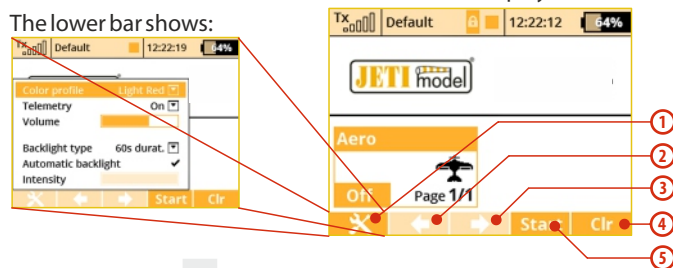 The lower bar shows:
Tx Default 12:22:19 64%
Color profile Light Red
Telemetry On
Volume
Backlight type 60s durat.
Automatic backlight ✔
Intensity
Start Clr
Tx Default 12:22:12 64%
JETI model
Aero
Off Page 1/1
Start Clr
1
2
3
4
5